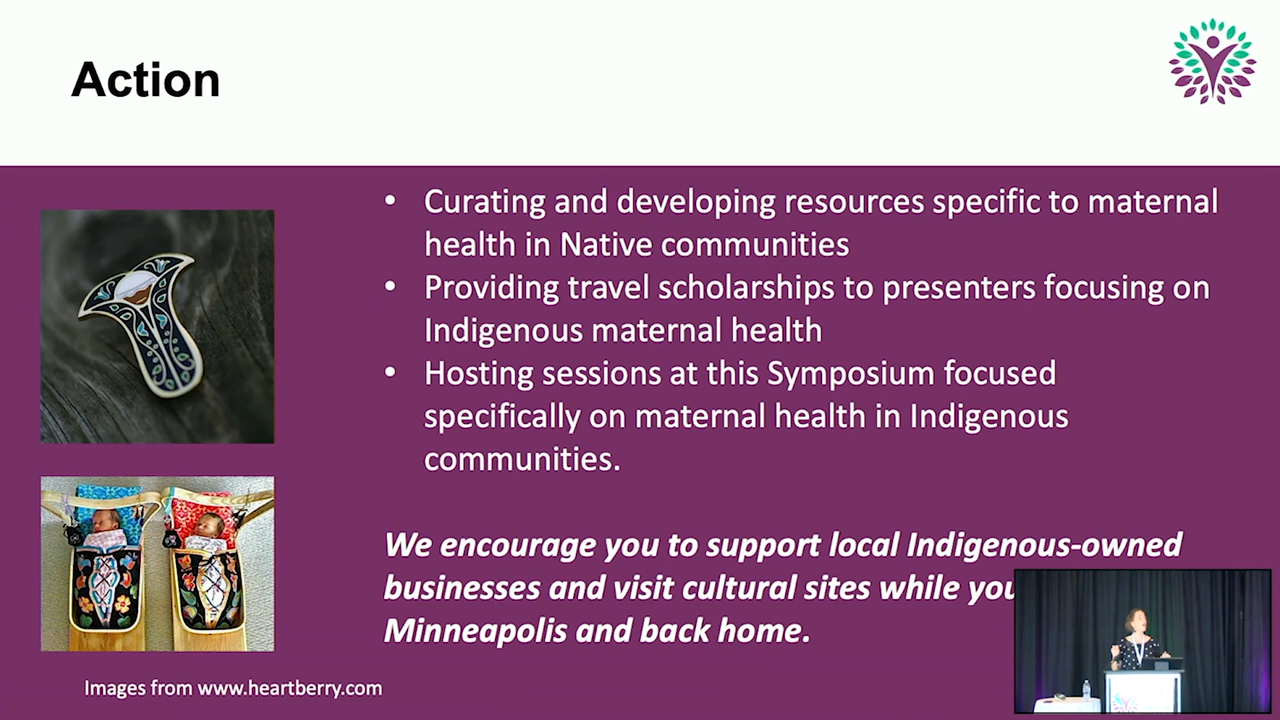 Action
• Curating and developing resources specific to maternal
health in Native communities
• Providing travel scholarships to presenters focusing on
Indigenous maternal health
• Hosting sessions at this Symposium focused
specifically on maternal health in Indigenous
communities.
We encourage you to support local Indigenous-owned
businesses and visit cultural sites while you
Minneapolis and back home.
Images from www.heartberry.com